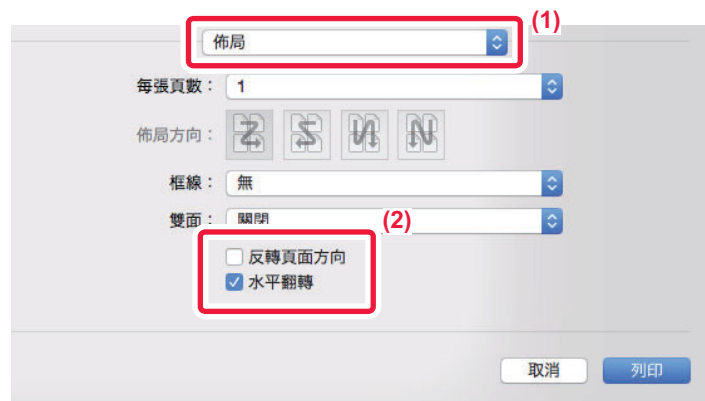 (1)
佈局
每張頁數： 1
佈局方向：
框線： 無
雙面： 關閉
(2)
反轉頁面方向
水平翻轉
取消 列印